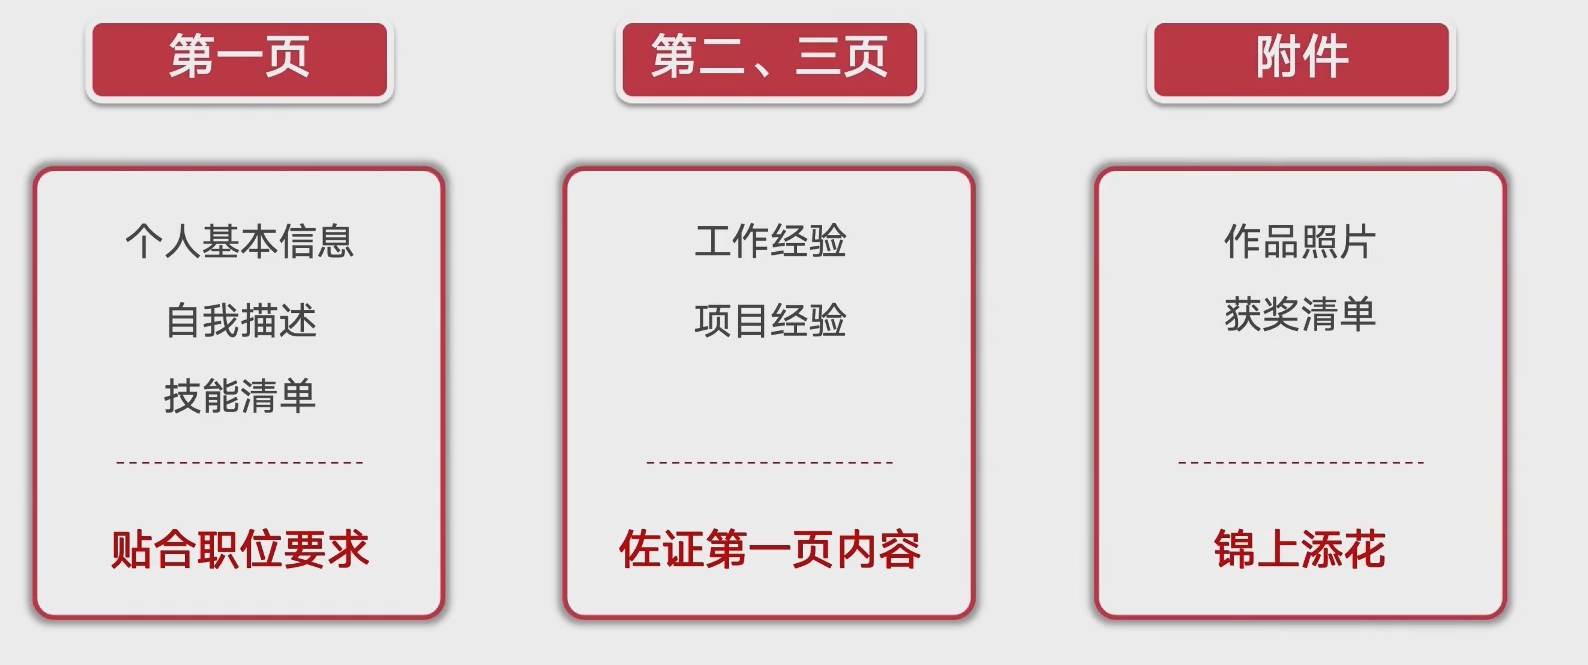 第一页
个人基本信息
自我描述
技能清单
贴合职位要求
第二、三页
工作经验
项目经验
佐证第一页内容
附件
作品照片
获奖清单
锦上添花